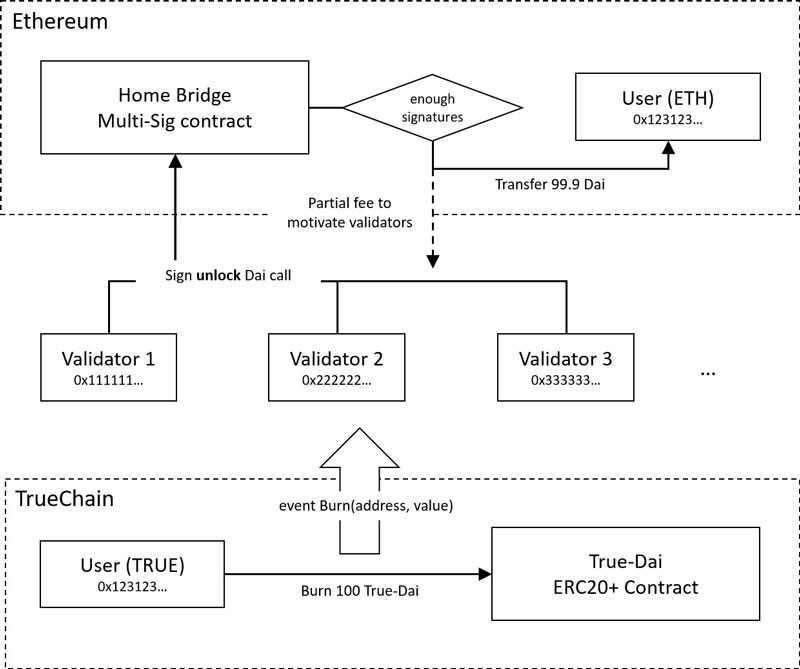 Ethereum
Home Bridge
Multi-Sig contract
enough
signatures
User (ETH)
0x123123...
Transfer 99.9 Dai
Partial fee to
motivate validators
Sign unlock Dai call
Validator 1
0x111111...
Validator 2
0x222222...
Validator 3
0x333333...
...
TrueChain
event Burn(address, value)
User (TRUE)
0x123123...
Burn 100 True-Dai
True-Dai
ERC20+ Contract